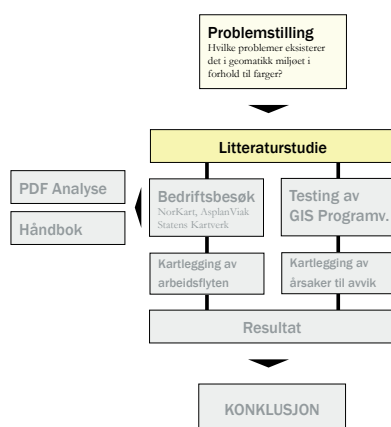 Problemstilling
Hvilke problemer eksisterer
det i geomatikk miljøet i
forhold til farger?
Litteraturstudie
PDF Analyse
Håndbok
Bedriftsbesøk
NorKart, AsplanViak
Statens Kartverk
Testing av
GIS Programv.
Kartlegging av
arbeidsflyten
Kartlegging av
årsaker til avvik
Resultat
KONKLUSJON